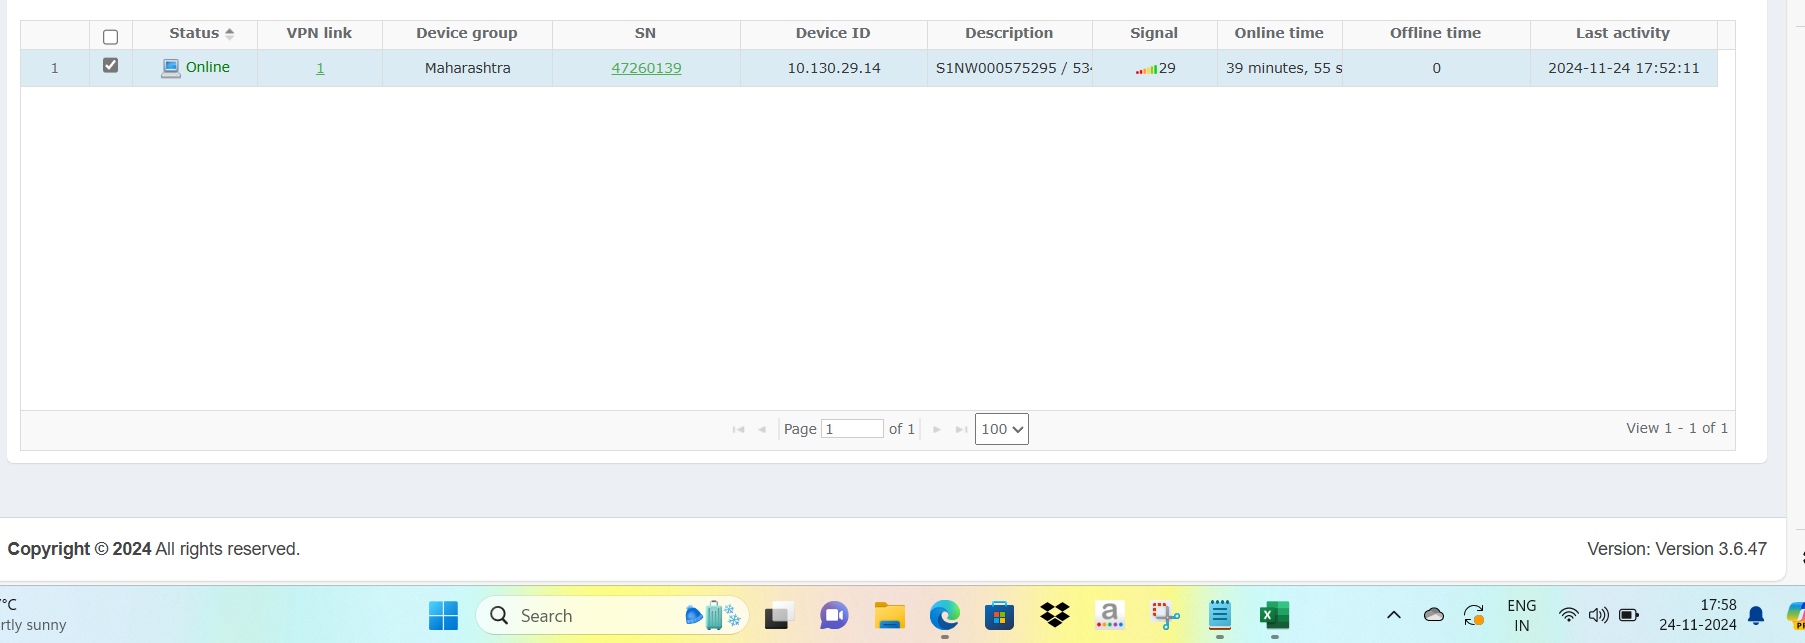 Status VPN link Device group SN Device ID Description Signal Online time Offline time Last activity
1 Online 1 Maharashtra 47260139 10.130.29.14 S1NW000575295 / 534 29 39 minutes, 55 s 0 2024-11-24 17:52:11
Page 1 of 1 100 View 1 - 1 of 1
Copyright © 2024 All rights reserved. Version: Version 3.6.47
°C
rtly sunny
Search
a
ENG
IN
17:58
24-11-2024